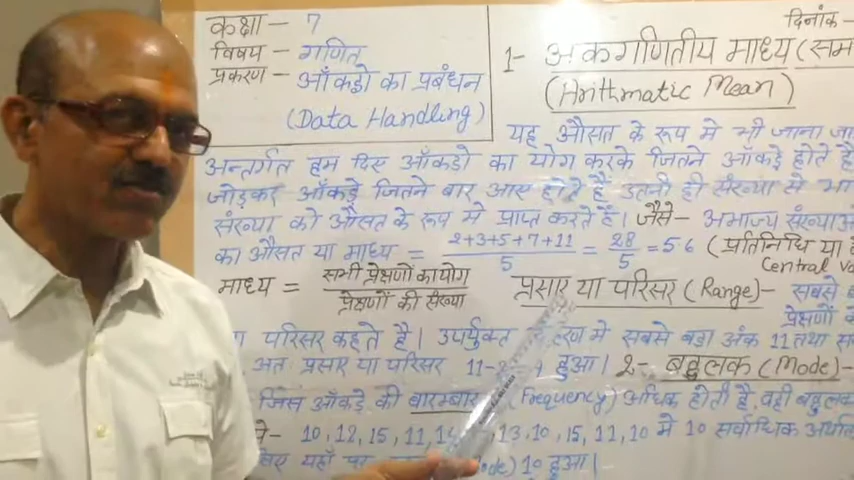 कक्षा - 7
विषय - गणित
प्रकरण - आँकड़ो का प्रबंधन
(Data Handling)
दिनांक -
1- अंकगणितीय माध्य (सम
(Arithmatic Mean)
यह औसत के रूप मे भी जाना जा
अन्तर्गत हम दिए आँकडो का योग करके जितने आँकड़े होते है
जोड़कर आँकड़े जितने बार आए होते हैं उतनी ही संख्या से भा
संख्या को औसत के रूप मे प्राप्त करते हैं। जैसे- अभाज्य संख्याओ
का औसत या माध्य = 2+3+5+7+11/5 = 28/5 = 5.6 (प्रतिनिधि या
Central V
माध्य = सभी प्रेक्षणों का योग/प्रेक्षणों की संख्या
प्रसार या परिसर (Range)- सबसे
प्रेक्षणों के
परिसर कहते है। उपर्युक्त मे सबसे बड़ा अंक 11 तथा स
अतः प्रसार या परिसर 11- हुआ। 2- बहुलक (Mode)-
जिस आँकड़े की बारम्बार (Frequency) अधिक होती है, वही बहुलक
10, 12, 15, 11, 13, 10, 15, 11, 10 मे 10 सर्वाधिक अर्थात
यहाँ पर 10 हुआ।